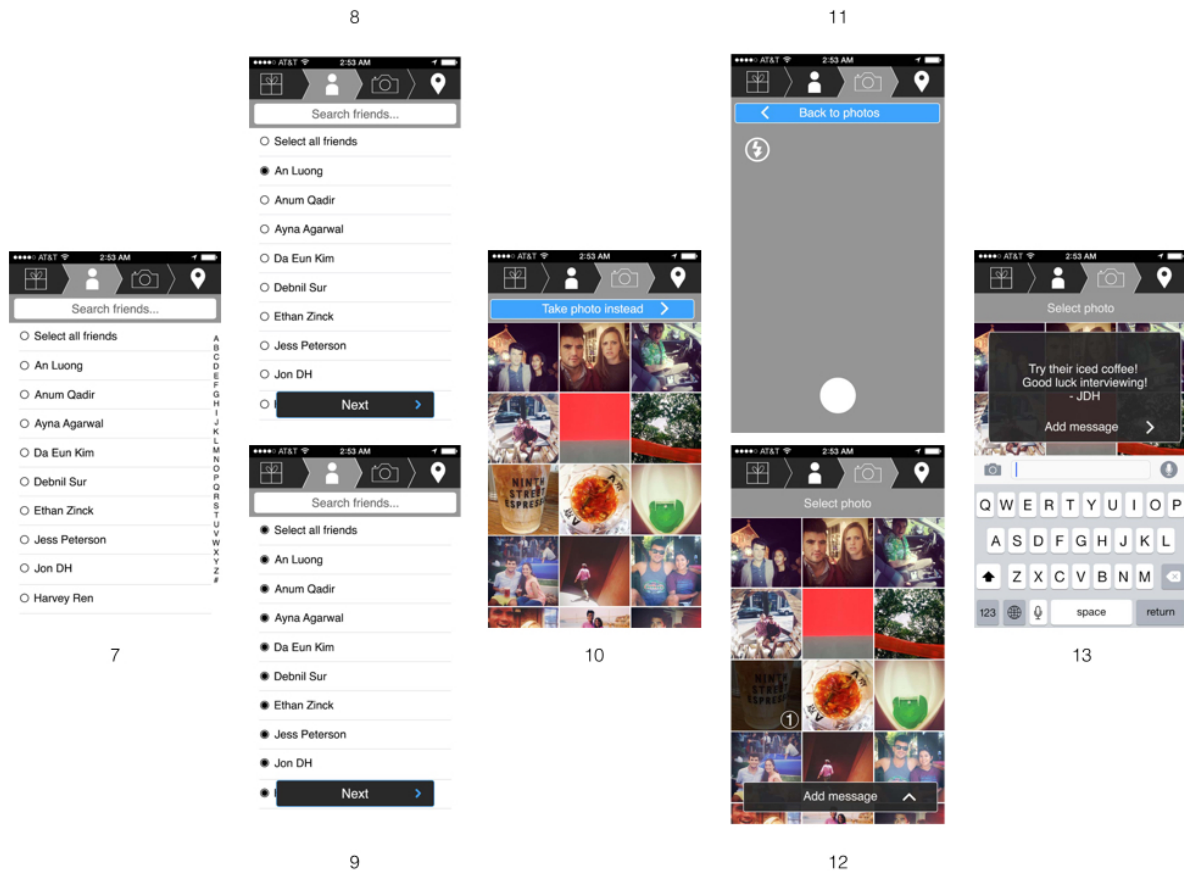 8
11
●●●●○ AT&T 2:53 AM
Search friends...
Select all friends
An Luong
Anum Qadir
Ayna Agarwal
Da Eun Kim
Debnil Sur
Ethan Zinck
Jess Peterson
Jon DH
Next
●●●●○ AT&T 2:53 AM
Back to photos
●●●●○ AT&T 2:53 AM
Search friends...
Select all friends
An Luong
Anum Qadir
Ayna Agarwal
Da Eun Kim
Debnil Sur
Ethan Zinck
Jess Peterson
Jon DH
Harvey Ren
A
B
C
D
E
F
G
H
I
J
K
L
M
N
O
P
Q
R
S
T
U
V
W
X
Y
Z
#
7
●●●●○ AT&T 2:53 AM
Search friends...
Select all friends
An Luong
Anum Qadir
Ayna Agarwal
Da Eun Kim
Debnil Sur
Ethan Zinck
Jess Peterson
Jon DH
Next
9
●●●●○ AT&T 2:53 AM
Take photo instead
NINTH
STREET
ESPRESSO
10
●●●●○ AT&T 2:53 AM
Select photo
NINTH
STREET
1
Add message
12
●●●●○ AT&T 2:53 AM
Select photo
Try their iced coffee!
Good luck interviewing!
- JDH
Add message
Q W E R T Y U I O P
A S D F G H J K L
Z X C V B N M
123 space return
13